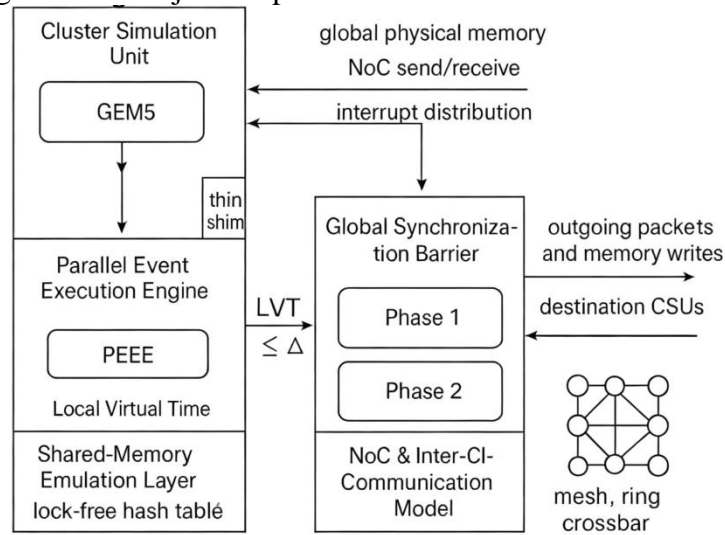 Cluster Simulation
Unit
GEM5
thin
shim
Parallel Event
Execution Engine
PEEE
Local Virtual Time
Shared-Memory
Emulation Layer
lock-free hash tablé
global physical memory
NoC send/receive
interrupt distribution
LVT
≤ Δ
Global Synchroniza-
tion Barrier
Phase 1
Phase 2
NoC & Inter-Cl-
Communication
Model
outgoing packets
and memory writes
destination CSUs
mesh, ring
crossbar